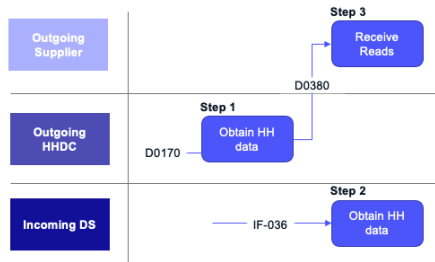 Step 3
Outgoing
Supplier
Receive
Reads
D0380
Step 1
Outgoing
HHDC
Obtain HH
data
D0170
Step 2
Incoming DS
IF-036
Obtain HH
data